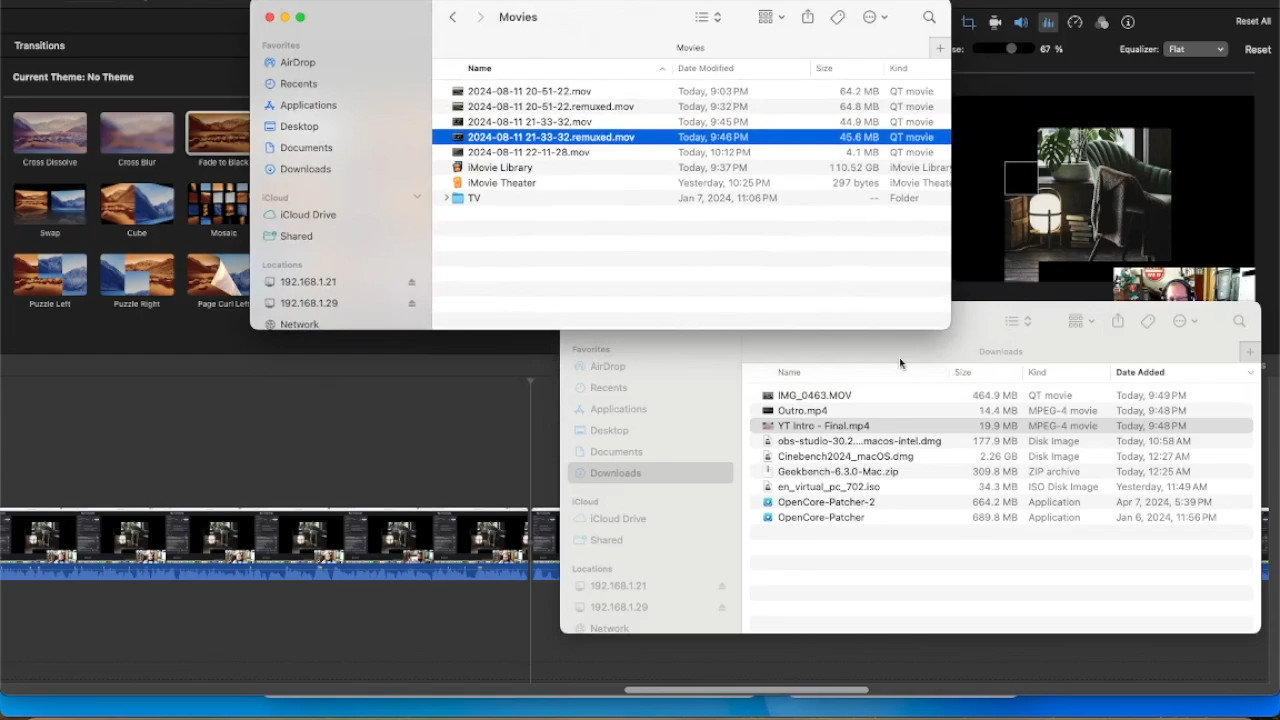 Transitions
Current Theme: No Theme
Cross Dissolve
Cross Blur
Fade to Black
Swap
Cube
Mosaic
Puzzle Left
Puzzle Right
Page Curl Left
Favorites
AirDrop
Recents
Applications
Desktop
Documents
Downloads
iCloud
iCloud Drive
Shared
Locations
192.168.1.21
192.168.1.29
Network
Movies
Movies
Name Date Modified Size Kind
2024-08-11 20-51-22.mov Today, 9:03 PM 64.2 MB QT movie
2024-08-11 20-51-22.remuxed.mov Today, 9:32 PM 64.8 MB QT movie
2024-08-11 21-33-32.mov Today, 9:45 PM 44.9 MB QT movie
2024-08-11 21-33-32.remuxed.mov Today, 9:46 PM 45.6 MB QT movie
2024-08-11 22-11-28.mov Today, 10:12 PM 4.1 MB QT movie
iMovie Library Today, 9:37 PM 110.52 GB iMovie Library
iMovie Theater Yesterday, 10:25 PM 297 bytes iMovie Theate
TV Jan 7, 2024, 11:06 PM -- Folder
Reset All
se: 67 % Equalizer: Flat Reset
Favorites
AirDrop
Recents
Applications
Desktop
Documents
Downloads
iCloud
iCloud Drive
Shared
Locations
192.168.1.21
192.168.1.29
Network
Downloads
Name Size Kind Date Added
IMG_0463.MOV 464.9 MB QT movie Today, 9:49 PM
Outro.mp4 14.4 MB MPEG-4 movie Today, 9:48 PM
YT Intro - Final.mp4 19.9 MB MPEG-4 movie Today, 9:48 PM
obs-studio-30.2....macos-intel.dmg 177.9 MB Disk Image Today, 10:58 AM
Cinebench2024_macOS.dmg 2.26 GB Disk Image Today, 12:27 AM
Geekbench-6.3.0-Mac.zip 309.8 MB ZIP archive Today, 12:25 AM
en_virtual_pc_702.iso 34.3 MB ISO Disk Image Yesterday, 11:49 AM
OpenCore-Patcher-2 664.2 MB Application Apr 7, 2024, 5:39 PM
OpenCore-Patcher 689.8 MB Application Jan 6, 2024, 11:56 PM